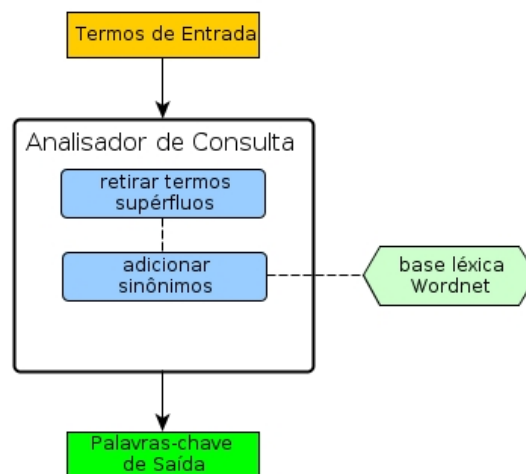 Termos de Entrada
Analisador de Consulta
retirar termos
supérfluos
adicionar
sinônimos
base léxica
Wordnet
Palavras-chave
de Saída